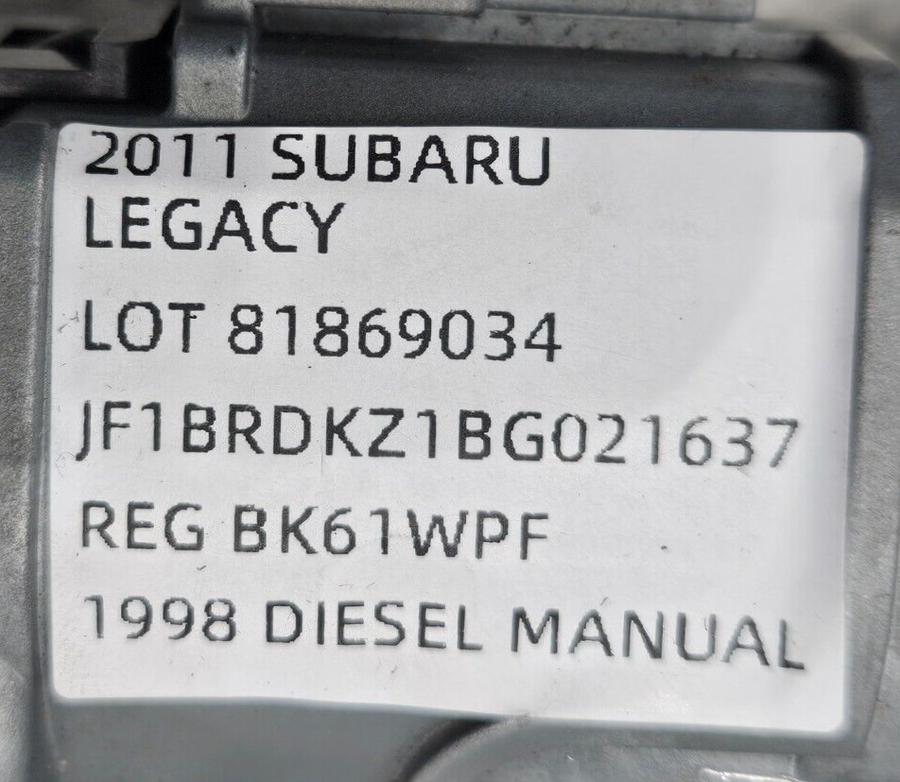 2011 SUBARU
LEGACY
LOT 81869034
JF1BRDKZ1BG021637
REG BK61WPF
1998 DIESEL MANUAL